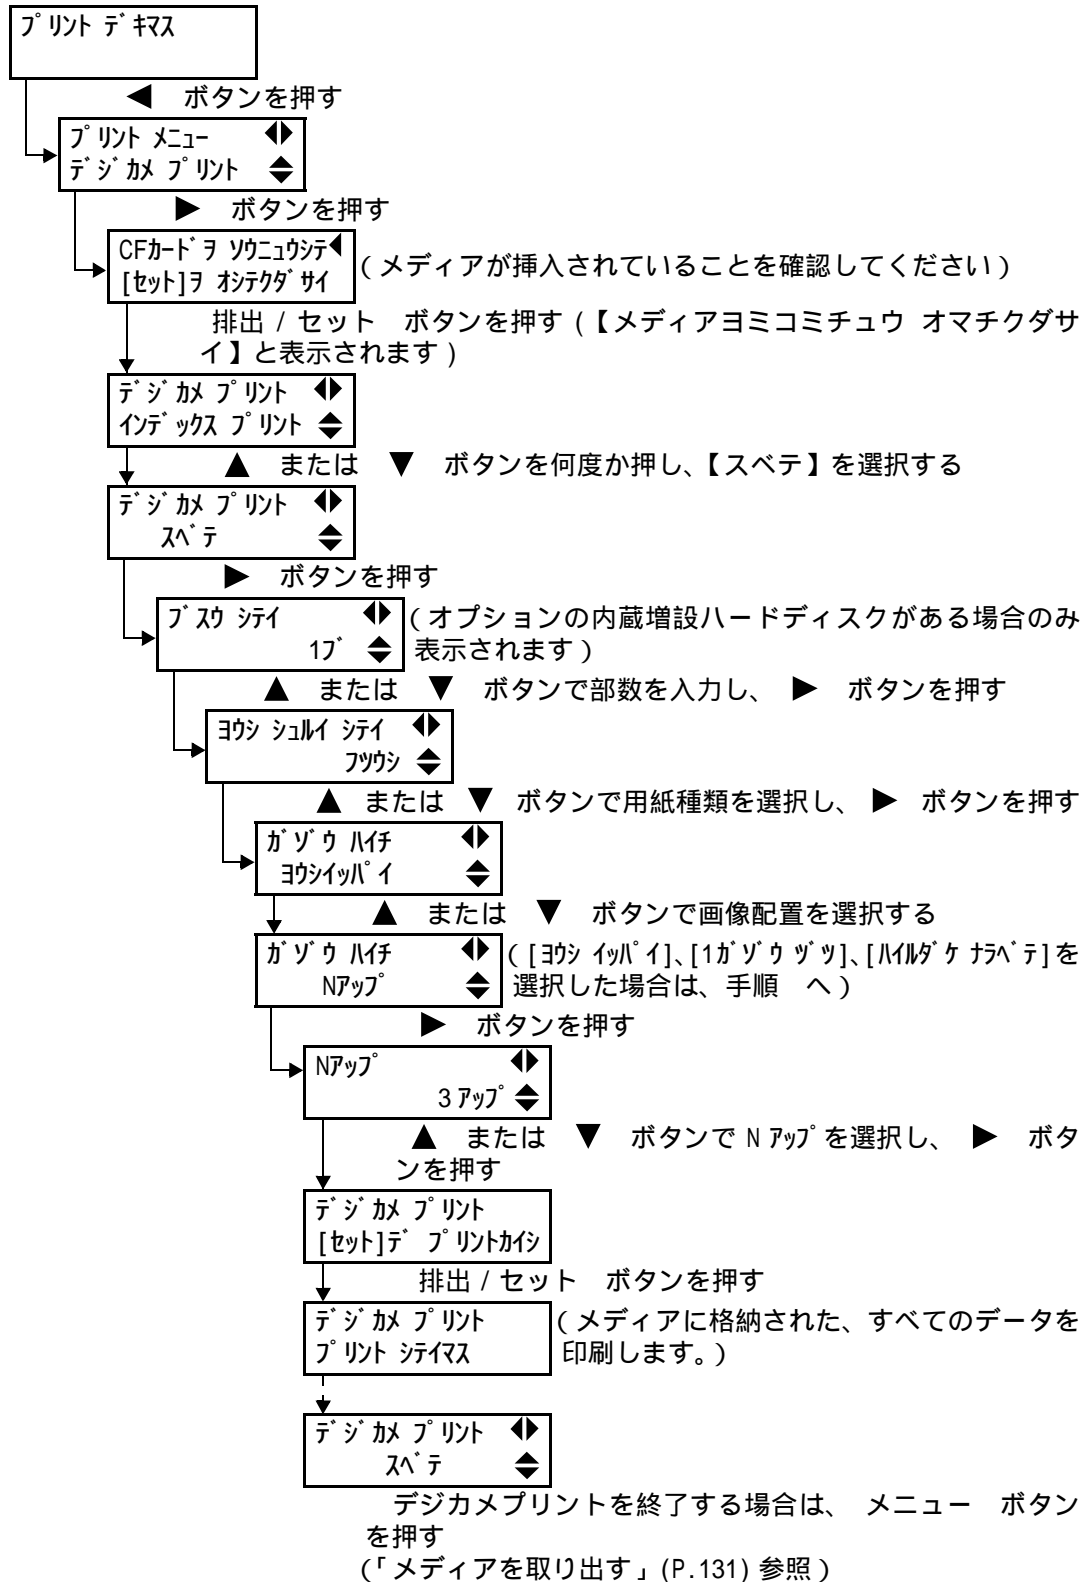 ﾌﾟﾘﾝﾄ ﾃﾞｷﾏｽ
◀ ボタンを押す
ﾌﾟﾘﾝﾄ ﾒﾆｭｰ ◀▶
ﾃﾞｼﾞｶﾒ ﾌﾟﾘﾝﾄ ▲▼
▶ ボタンを押す
CFｶｰﾄﾞｦ ｿｳﾆｭｳｼﾃ◀
[ｾｯﾄ]ｦ ｵｼﾃｸﾀﾞｻｲ
(メディアが挿入されていることを確認してください)
排出/セット ボタンを押す (【メディアヨミコミチュウ オマチクダサ
イ】と表示されます)
ﾃﾞｼﾞｶﾒ ﾌﾟﾘﾝﾄ ◀▶
ｲﾝﾃﾞｯｸｽ ﾌﾟﾘﾝﾄ ▲▼
▲ または ▼ ボタンを何度か押し、【スベテ】を選択する
ﾃﾞｼﾞｶﾒ ﾌﾟﾘﾝﾄ ◀▶
ｽﾍﾞﾃ ▲▼
▶ ボタンを押す
ﾌﾞｽｳ ｼﾃｲ ◀▶
1ﾌﾞ ▲▼
(オプションの内蔵増設ハードディスクがある場合のみ
表示されます)
▲ または ▼ ボタンで部数を入力し、 ▶ ボタンを押す
ﾖｳｼ ｼｭﾙｲ ｼﾃｲ ◀▶
ﾌﾂｳｼ ▲▼
▲ または ▼ ボタンで用紙種類を選択し、 ▶ ボタンを押す
ｶﾞｿﾞｳ ﾊｲﾁ ◀▶
ﾖｳｼｲｯﾊﾟｲ ▲▼
▲ または ▼ ボタンで画像配置を選択する
ｶﾞｿﾞｳ ﾊｲﾁ ◀▶
Nｱｯﾌﾟ ▲▼
([ﾖｳｼ ｲｯﾊﾟｲ]、[1ｶﾞｿﾞｳ ﾂﾞﾂ]、[ﾊｲﾙﾀﾞｹ ﾅﾗﾍﾞﾃ]を
選択した場合は、手順 へ)
▶ ボタンを押す
Nｱｯﾌﾟ ◀▶
3 ｱｯﾌﾟ ▲▼
▲ または ▼ ボタンで N ｱｯﾌﾟを選択し、 ▶ ボタ
ンを押す
ﾃﾞｼﾞｶﾒ ﾌﾟﾘﾝﾄ
[ｾｯﾄ]ﾃﾞ ﾌﾟﾘﾝﾄｶｲｼ
排出/セット ボタンを押す
ﾃﾞｼﾞｶﾒ ﾌﾟﾘﾝﾄ
ﾌﾟﾘﾝﾄ ｼﾃｲﾏｽ
(メディアに格納された、すべてのデータを
印刷します。)
ﾃﾞｼﾞｶﾒ ﾌﾟﾘﾝﾄ ◀▶
ｽﾍﾞﾃ ▲▼
デジカメプリントを終了する場合は、 メニュー ボタン
を押す
(「メディアを取り出す」(P.131) 参照)